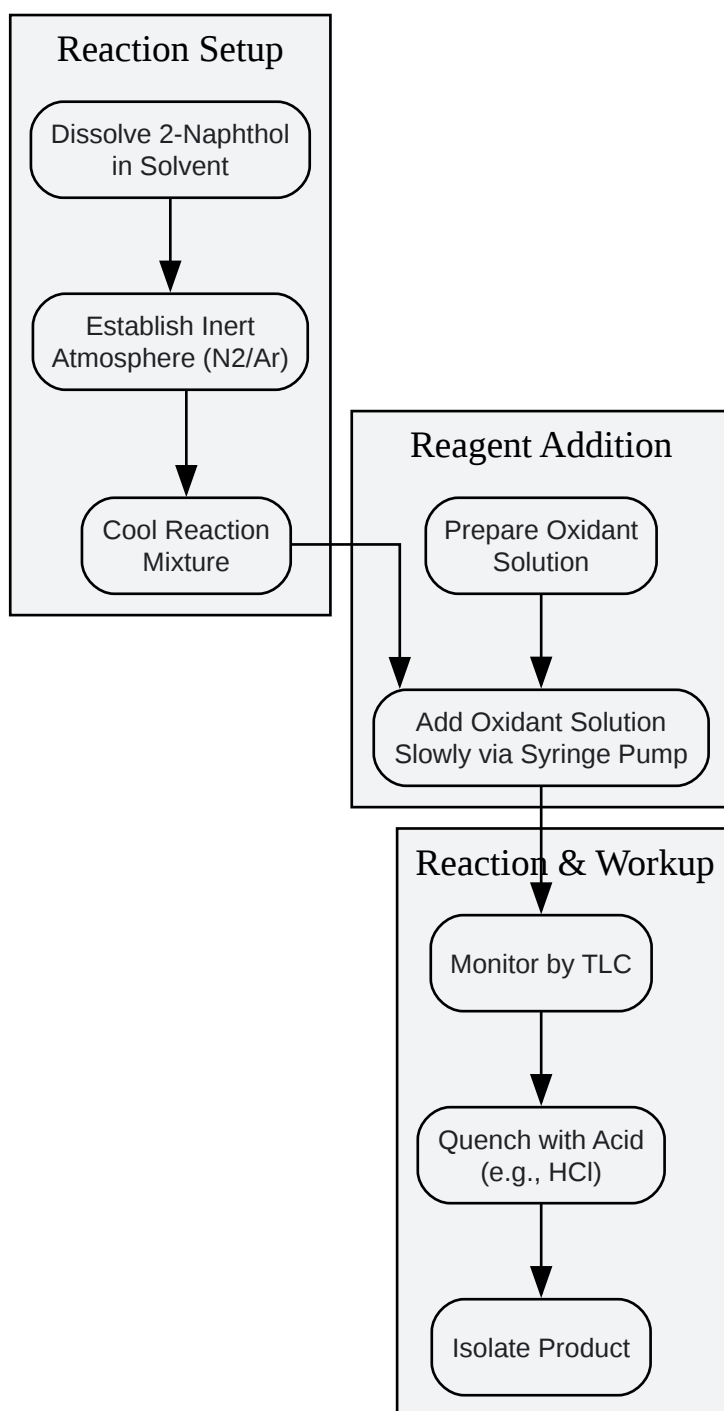 Reaction Setup
Dissolve 2-Naphthol
in Solvent
Establish Inert
Atmosphere (N2/Ar)
Cool Reaction
Mixture
Reagent Addition
Prepare Oxidant
Solution
Add Oxidant Solution
Slowly via Syringe Pump
Reaction & Workup
Monitor by TLC
Quench with Acid
(e.g., HCl)
Isolate Product